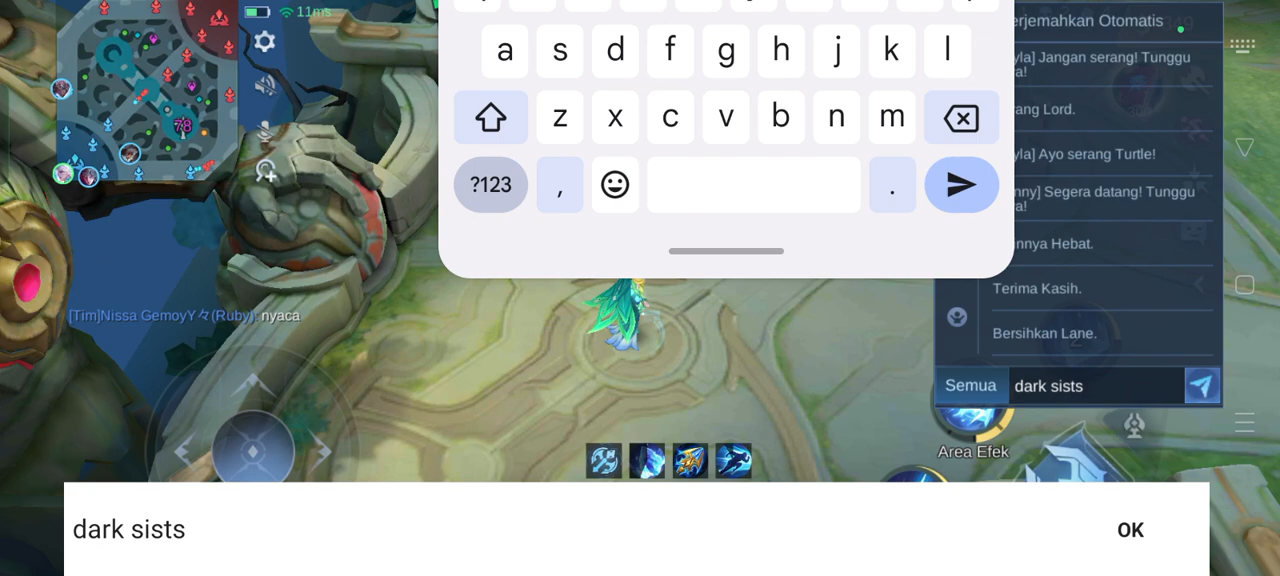 11ms
a s d f g h j k l
z x c v b n m
?123 , .
78
erjemahkan Otomatis
yla] Jangan serang! Tunggu
a!
ang Lord.
yla] Ayo serang Turtle!
nny] Segera datang! Tunggu
a!
nnya Hebat.
Terima Kasih.
Bersihkan Lane.
[Tim]Nissa GemoyY々(Ruby): nyaca
Semua dark sists
Area Efek
dark sists
OK